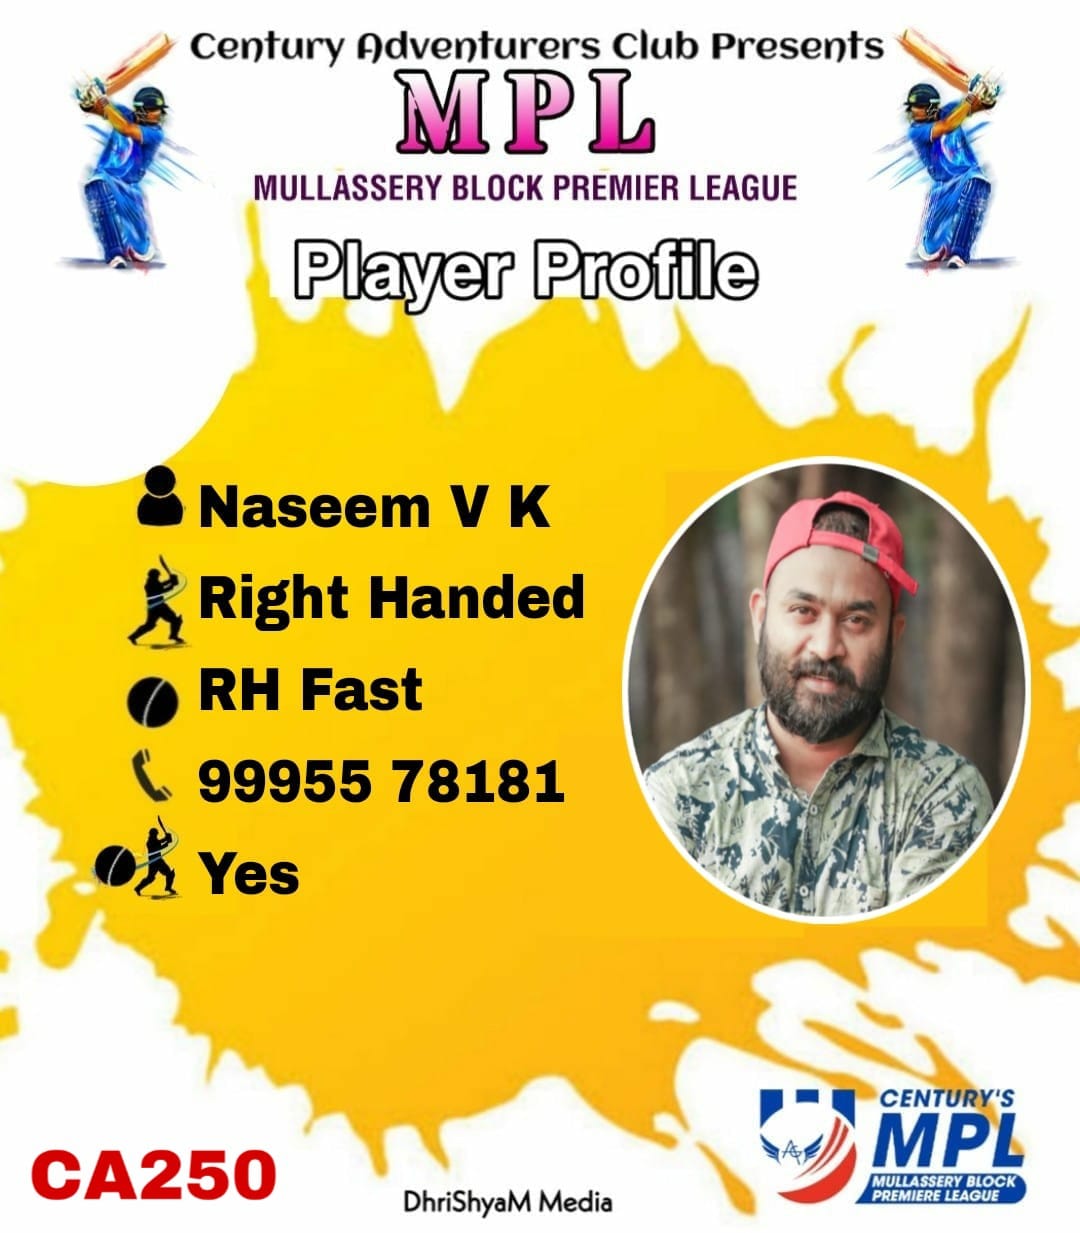 Century Adventurers Club Presents
MPL
MULLASSERY BLOCK PREMIER LEAGUE
Player Profile
Naseem V K
Right Handed
RH Fast
99955 78181
Yes
CA250
DhriShyaM Media
CENTURY'S
MPL
MULLASSERY BLOCK
PREMIERE LEAGUE